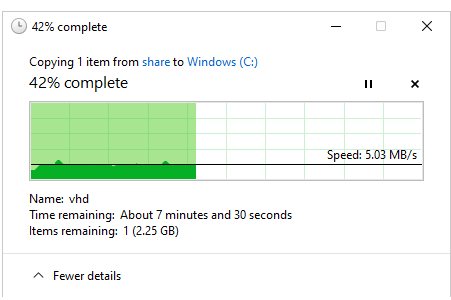 42% complete
Copying 1 item from share to Windows (C:)
42% complete
Speed: 5.03 MB/s
Name: vhd
Time remaining: About 7 minutes and 30 seconds
Items remaining: 1 (2.25 GB)
Fewer details